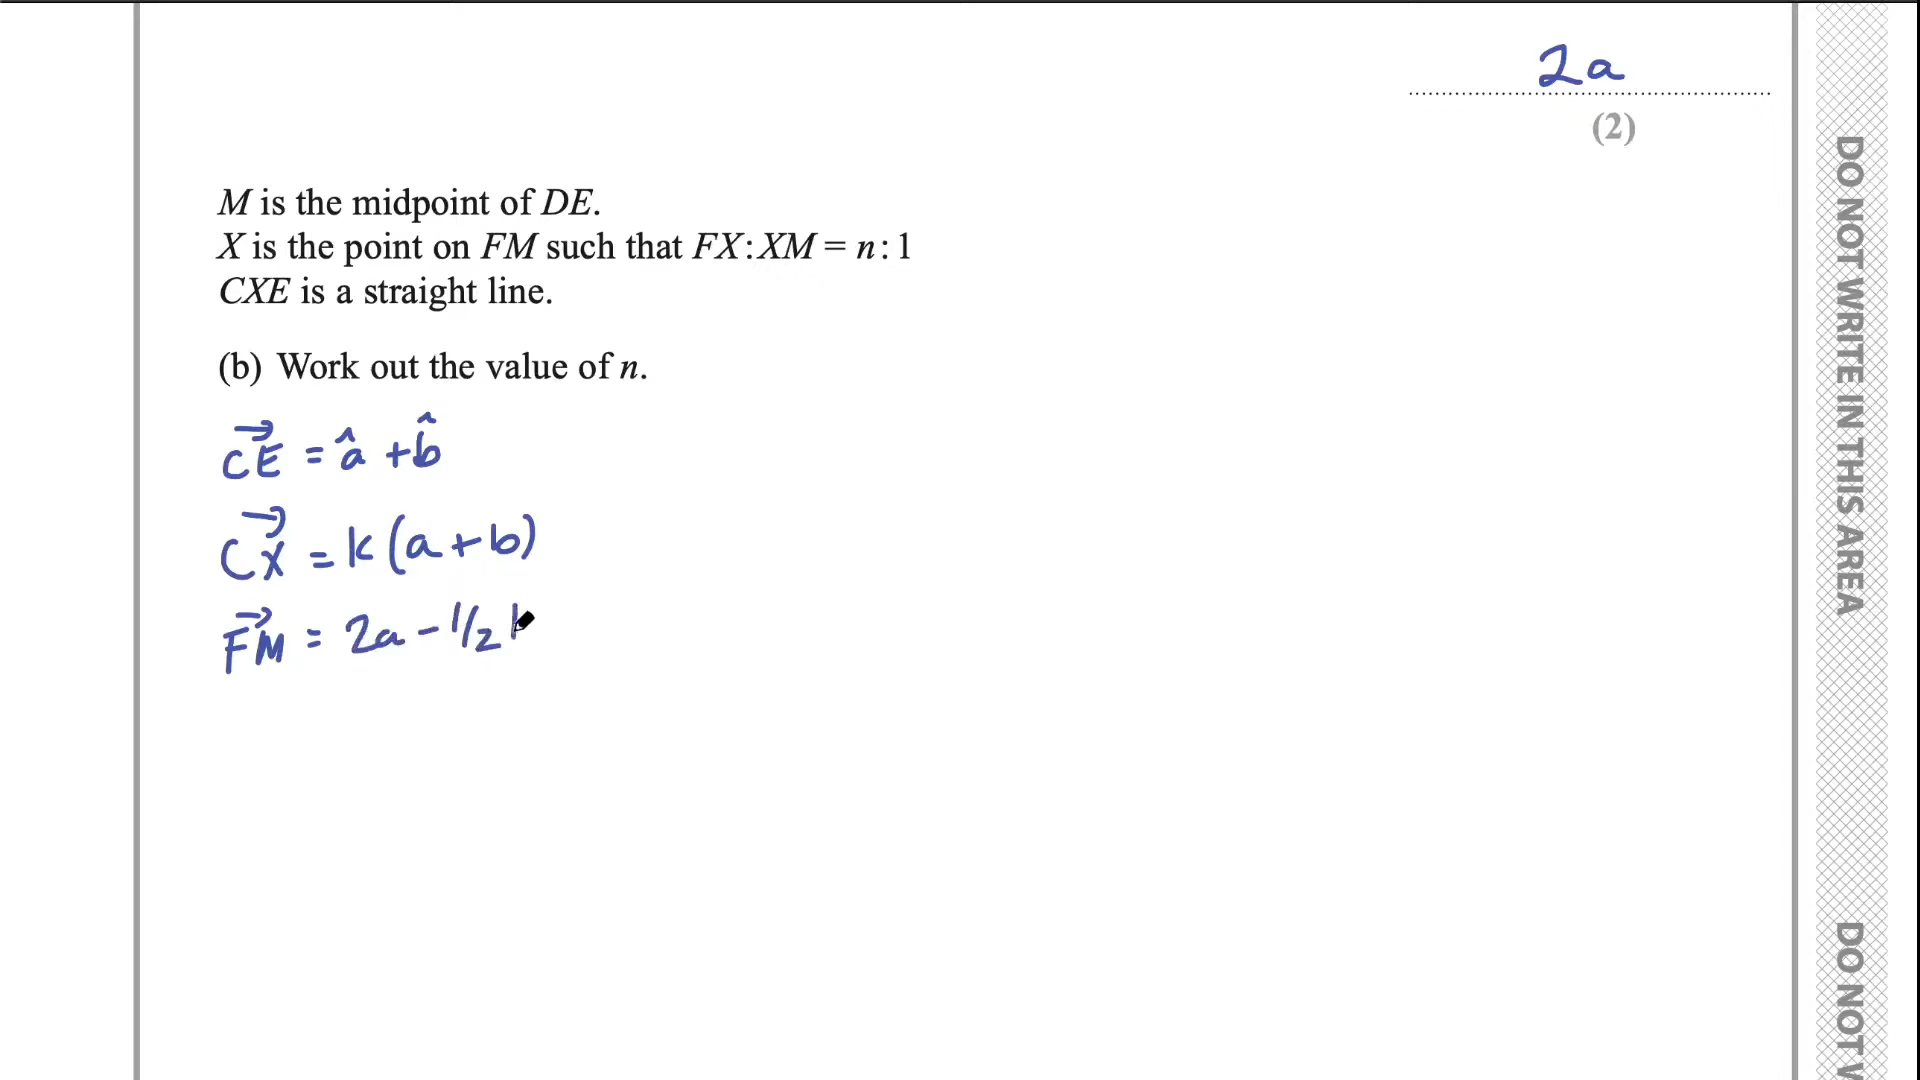 2a
(2)
M is the midpoint of DE.
X is the point on FM such that FX:XM = n:1
CXE is a straight line.
(b) Work out the value of n.
CE = â + b̂
CX = k(a+b)
FM = 2a - 1/2
DO NOT WRITE IN THIS AREA
DO NOT